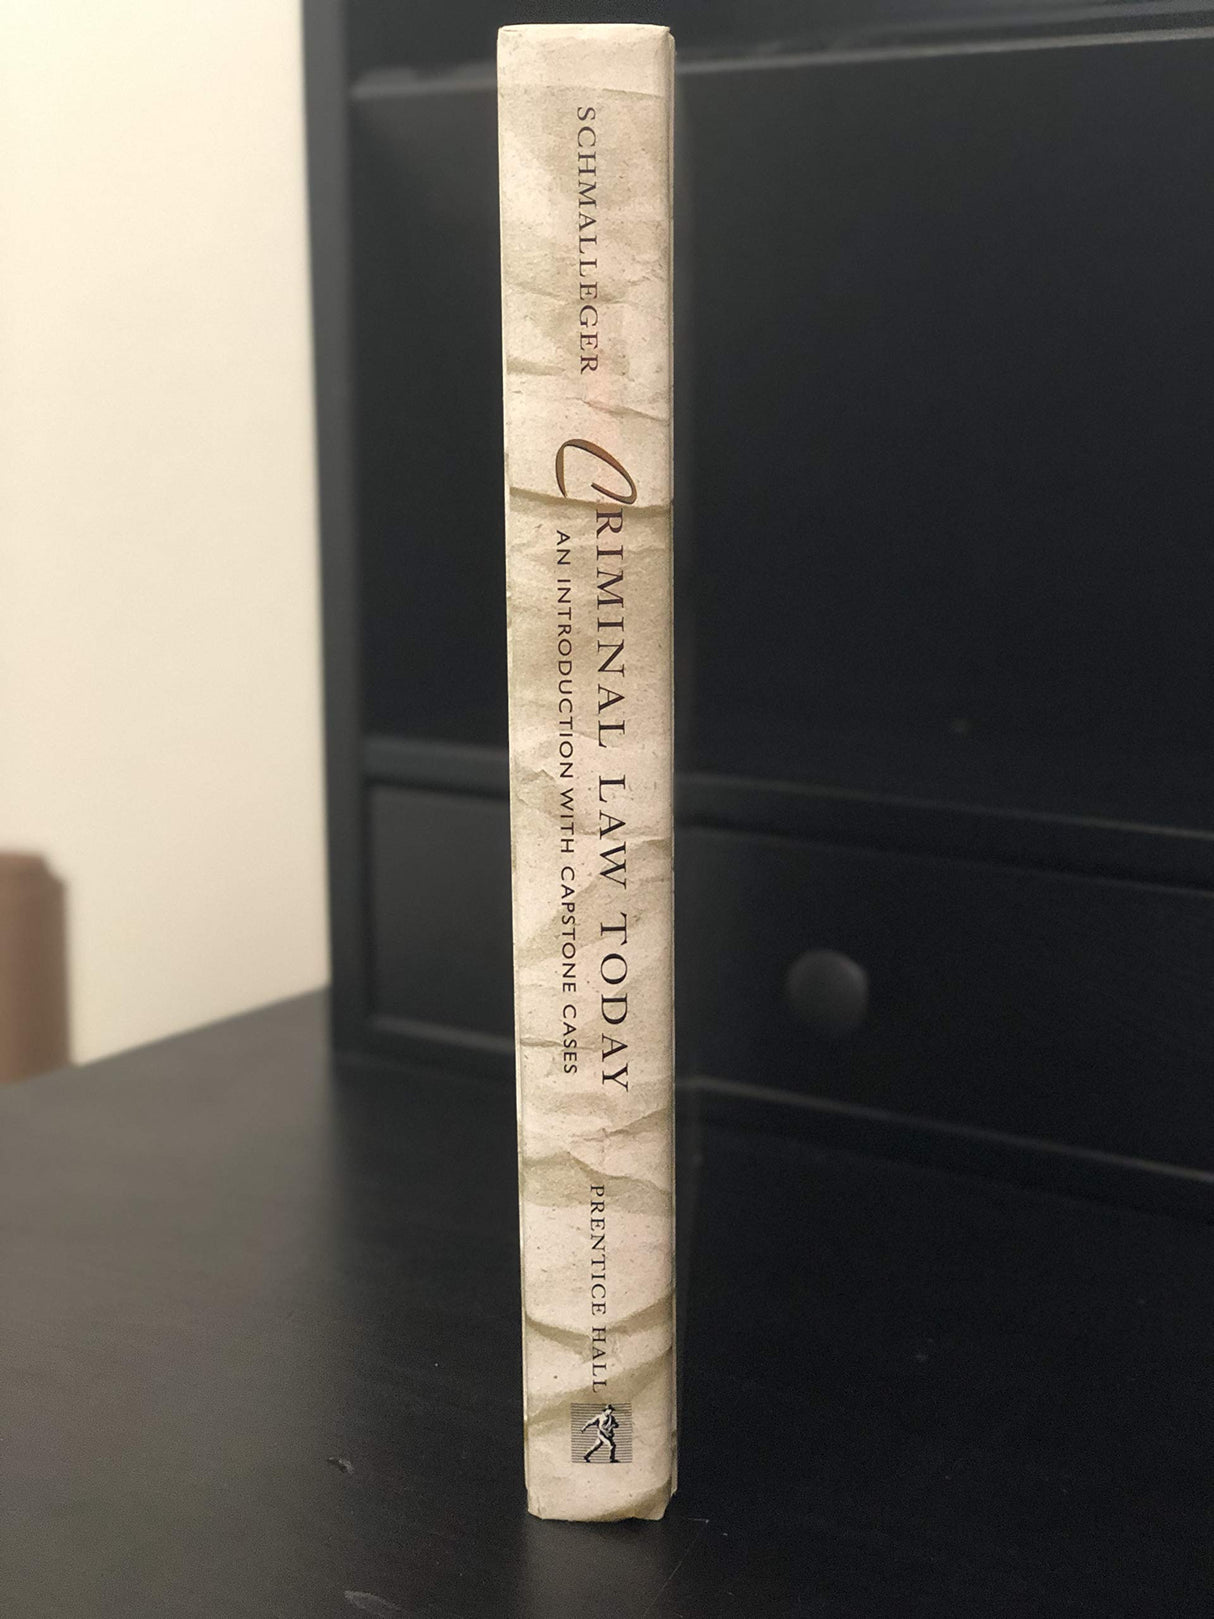 SCHMALLEGER
CRIMINAL LAW TODAY
AN INTRODUCTION WITH CAPSTONE CASES
PRENTICE HALL